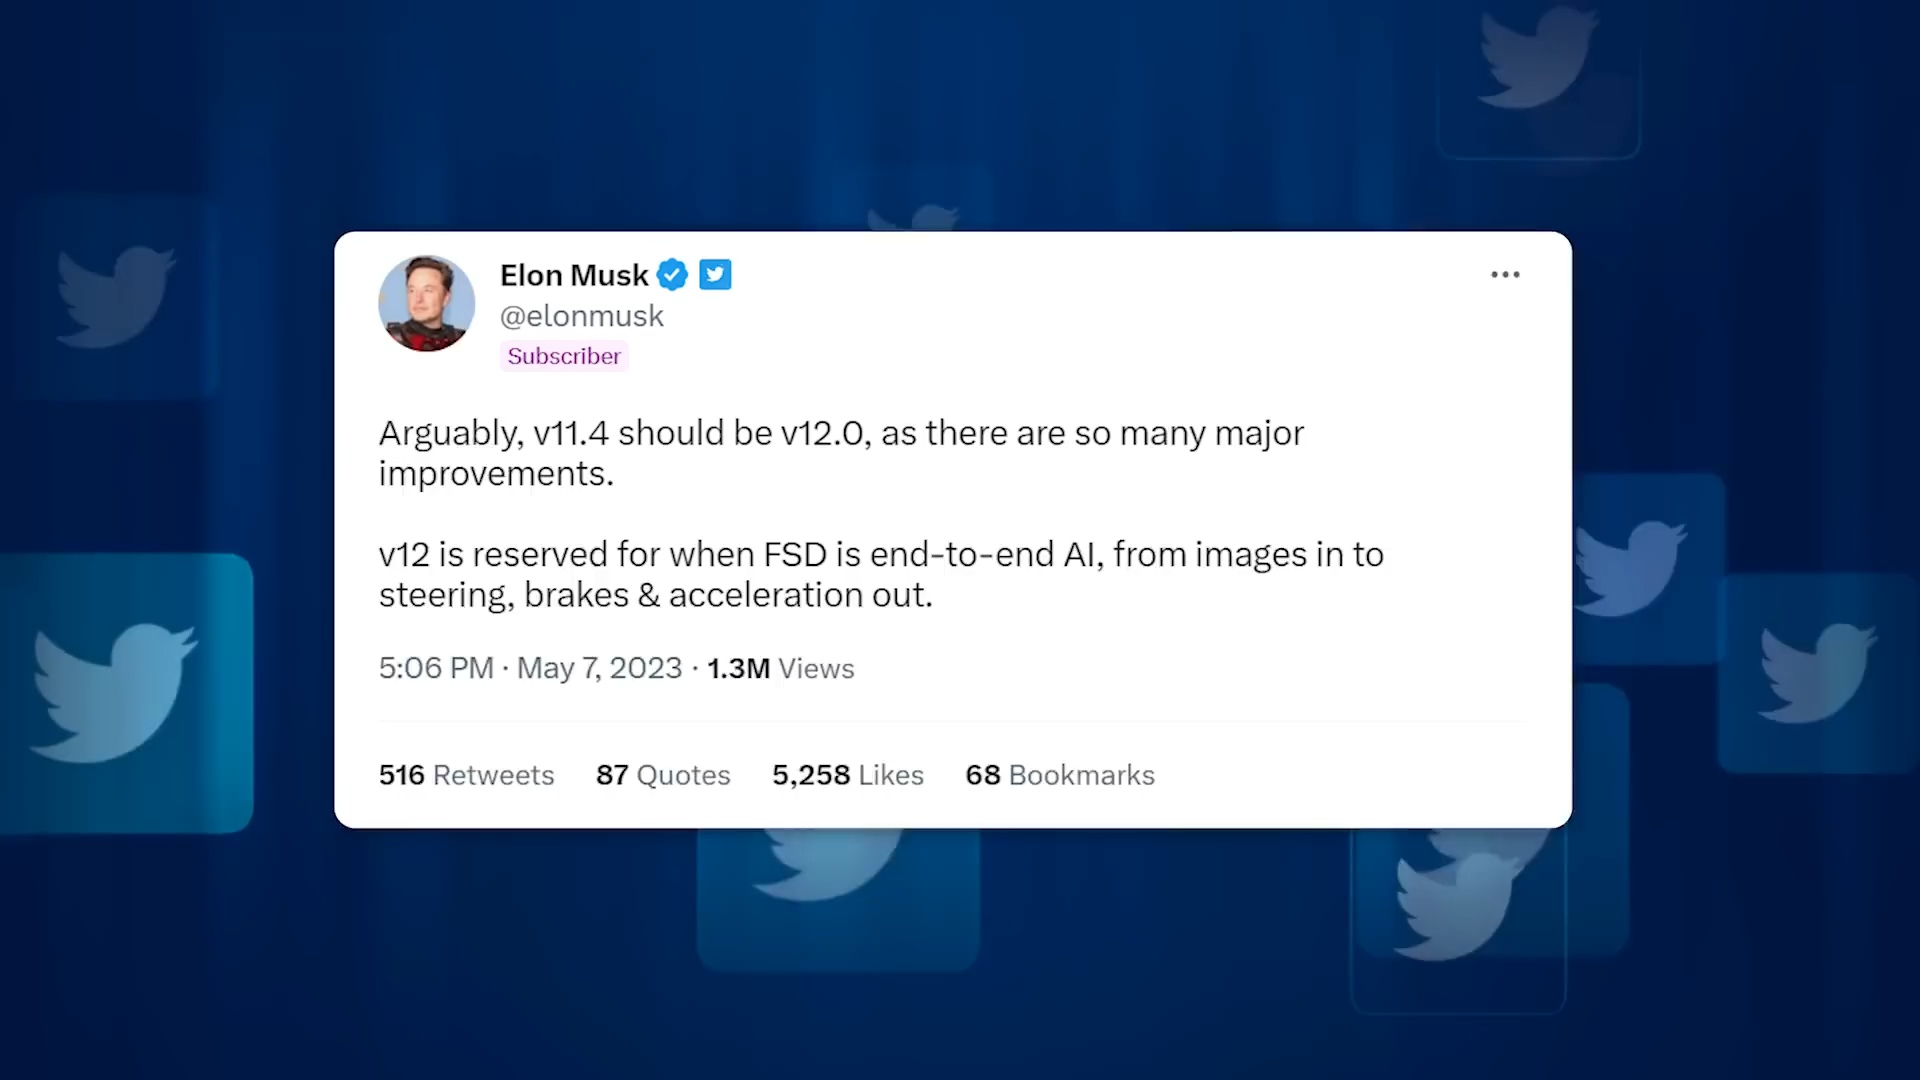 Elon Musk
@elonmusk
Subscriber
Arguably, v11.4 should be v12.0, as there are so many major
improvements.
v12 is reserved for when FSD is end-to-end AI, from images in to
steering, brakes & acceleration out.
5:06 PM · May 7, 2023 · 1.3M Views
516 Retweets 87 Quotes 5,258 Likes 68 Bookmarks